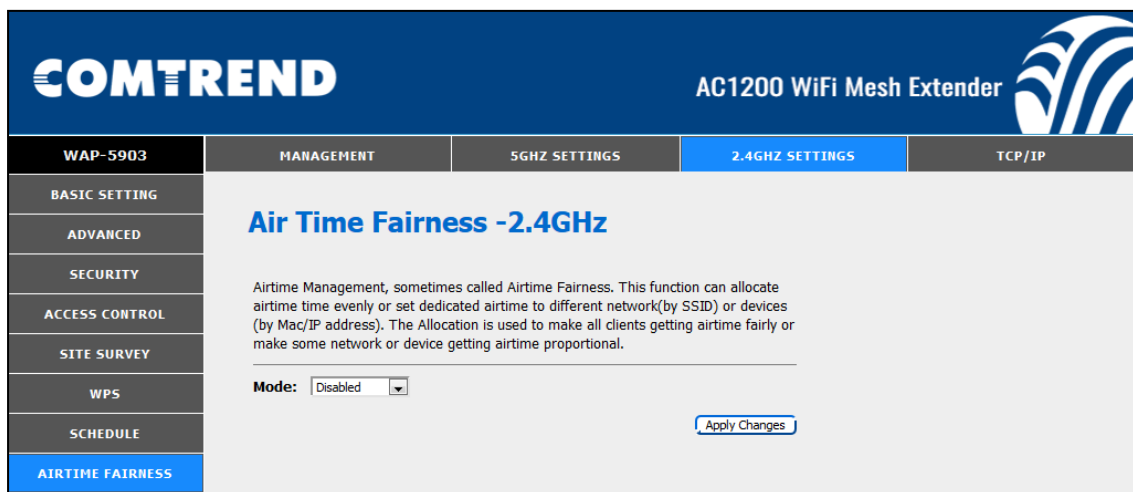 COMTREND
AC1200 WiFi Mesh Extender
WAP-5903
MANAGEMENT
5GHZ SETTINGS
2.4GHZ SETTINGS
TCP/IP
BASIC SETTING
ADVANCED
SECURITY
ACCESS CONTROL
SITE SURVEY
WPS
SCHEDULE
AIRTIME FAIRNESS
Air Time Fairness -2.4GHz
Airtime Management, sometimes called Airtime Fairness. This function can allocate
airtime time evenly or set dedicated airtime to different network(by SSID) or devices
(by Mac/IP address). The Allocation is used to make all clients getting airtime fairly or
make some network or device getting airtime proportional.
Mode: Disabled
Apply Changes